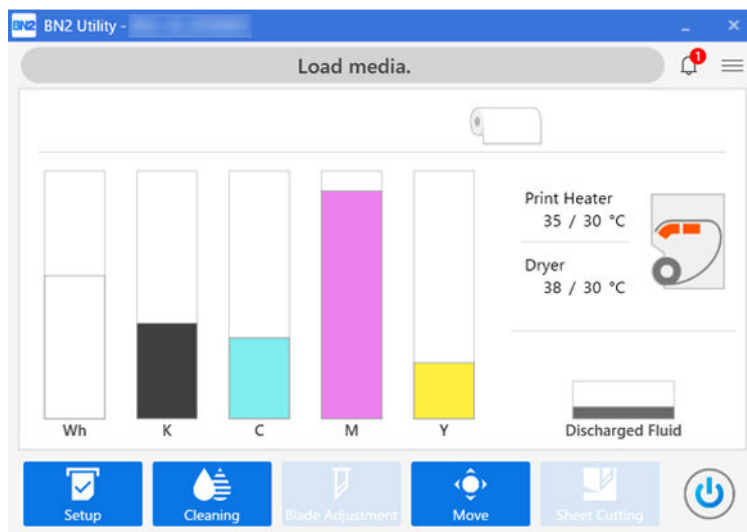 BN2 BN2 Utility -
Load media.
1
Print Heater
35 / 30 °C
Dryer
38 / 30 °C
Wh K C M Y
Discharged Fluid
Setup Cleaning Blade Adjustment Move Sheet Cutting